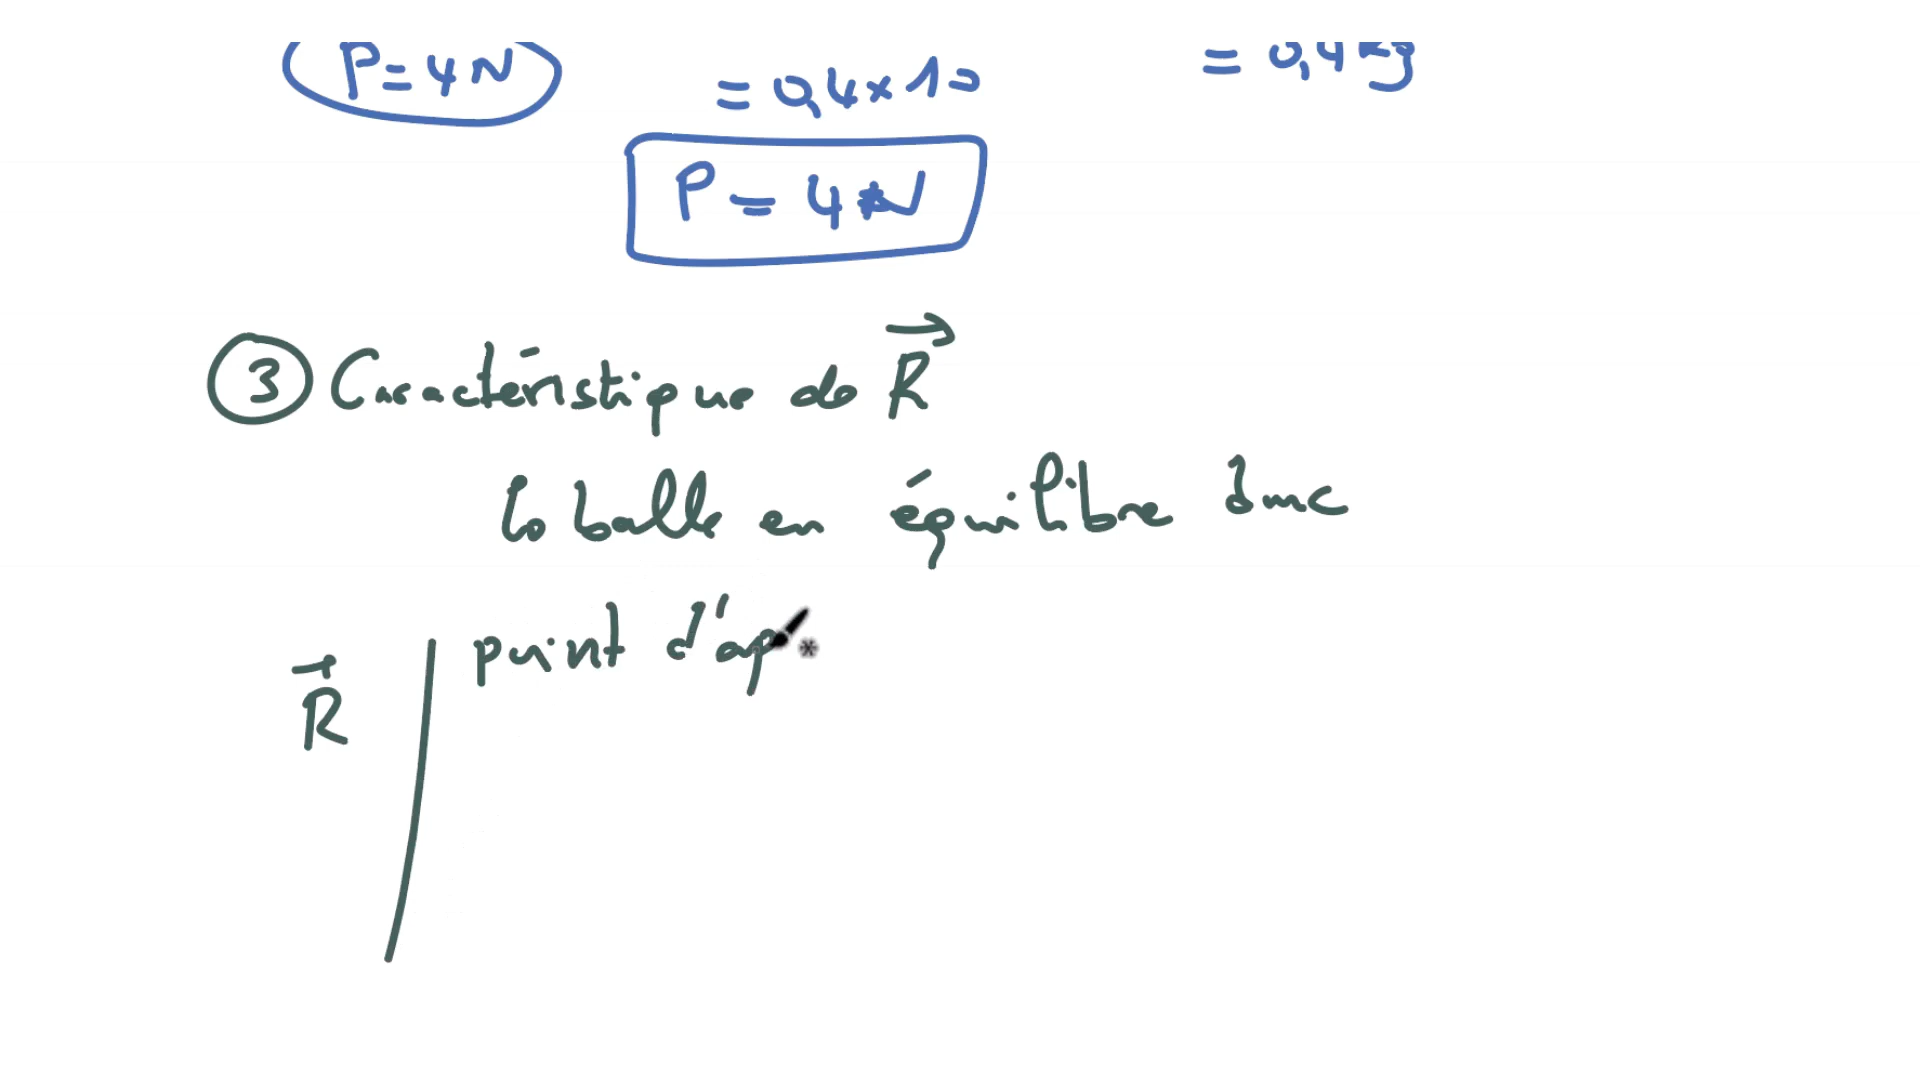 P=4N
= 0,4×10
= 0,4 kg
P = 4N
③ Caractéristique de R
la balle en équilibre donc
R
point d'ap